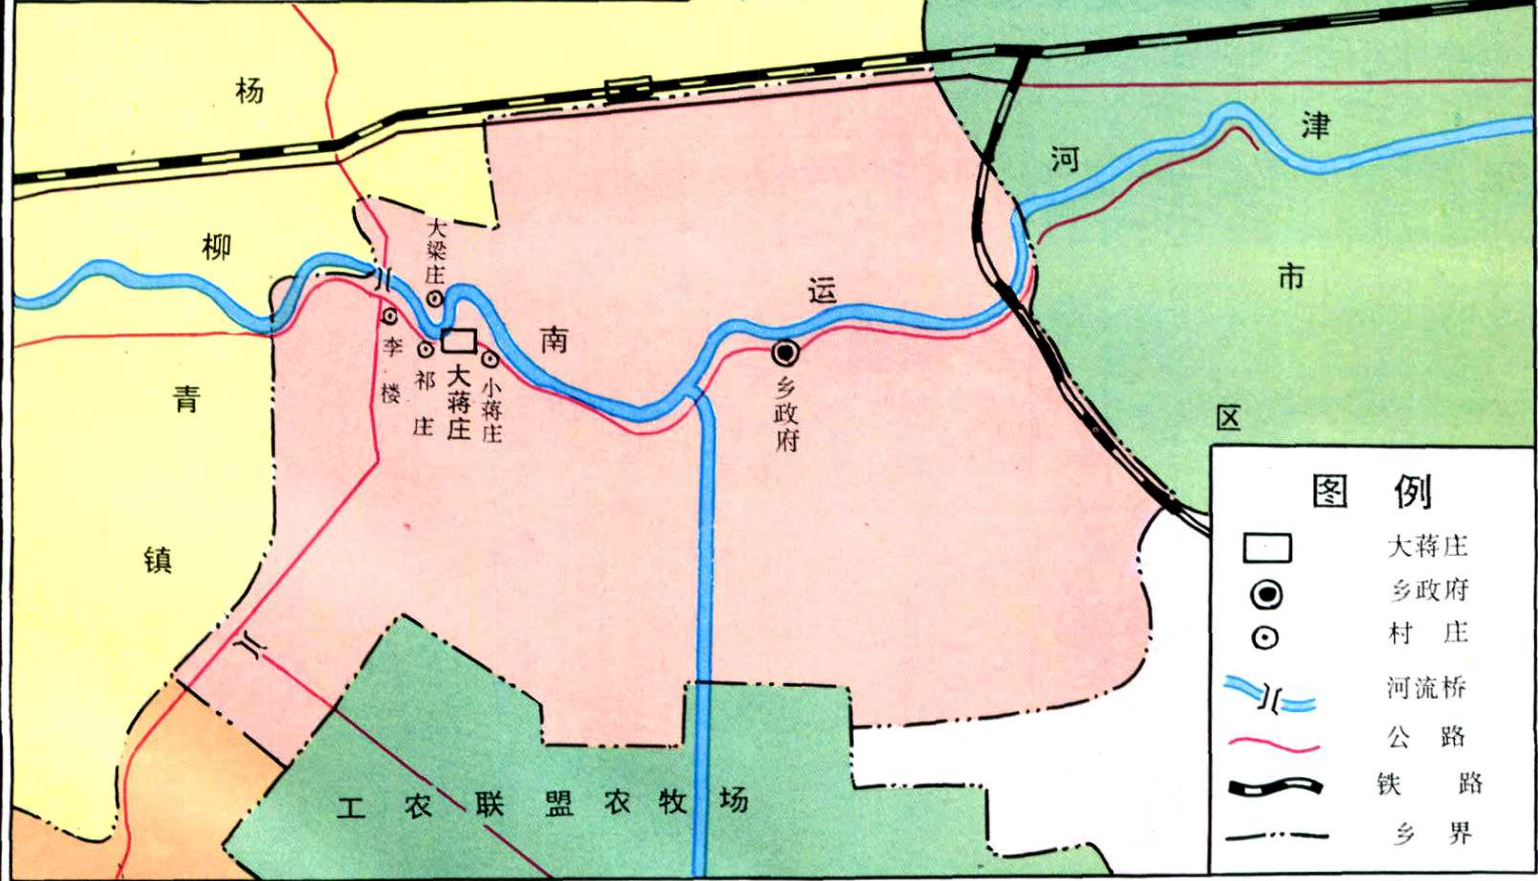 杨柳青镇
大梁庄
李楼
祁庄
大蒋庄
小蒋庄
南运河
乡政府
津市区
工农联盟农牧场
图 例
大蒋庄
乡政府
村 庄
河流桥
公 路
铁 路
乡 界